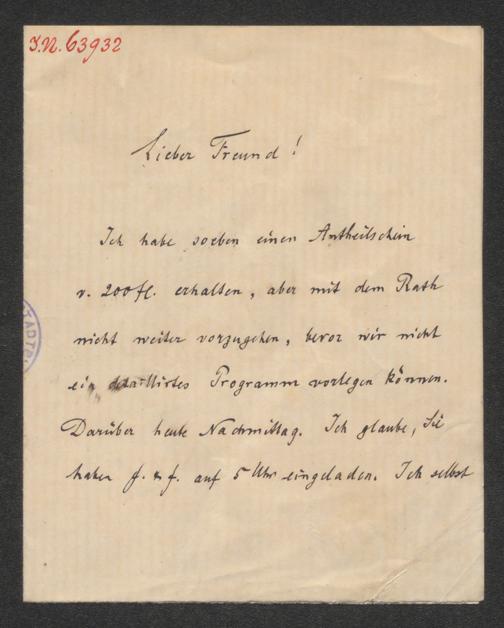 I.N. 63932
Lieber Freund!
Ich habe soeben einen Antheilschein
v. 200 fl. erhalten, aber mit dem Rath
nicht weiter vorzugehen, bevor wir nicht
ein detaillirtes Programm vorlegen können.
Darüber heute Nachmittag. Ich glaube, Sie
haben f. & f. auf 5 Uhr eingeladen. Ich selbst